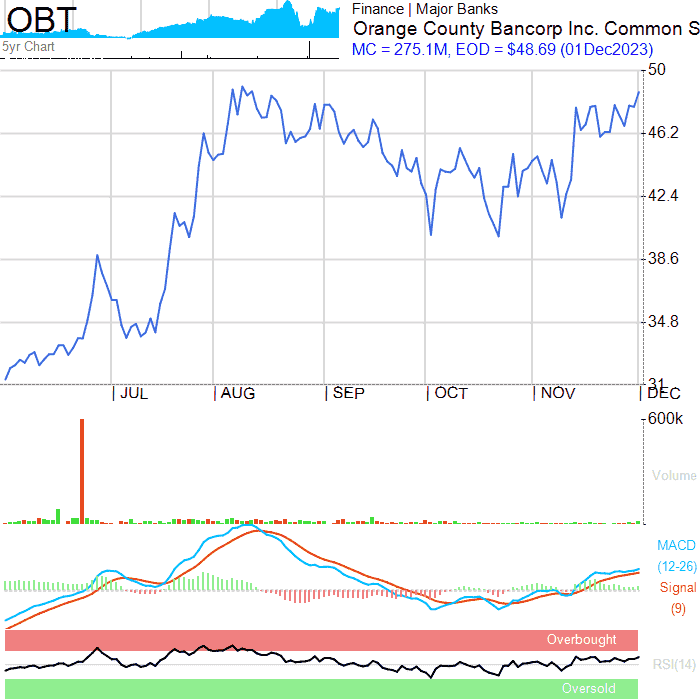 OBT
5yr Chart
Finance | Major Banks
Orange County Bancorp Inc. Common S
MC = 275.1M, EOD = $48.69 (01Dec2023)
50
46.2
42.4
38.6
34.8
31
JUL
AUG
SEP
OCT
NOV
DEC
600k
Volume
MACD
(12-26)
Signal
(9)
Overbought
RSI(14)
Oversold